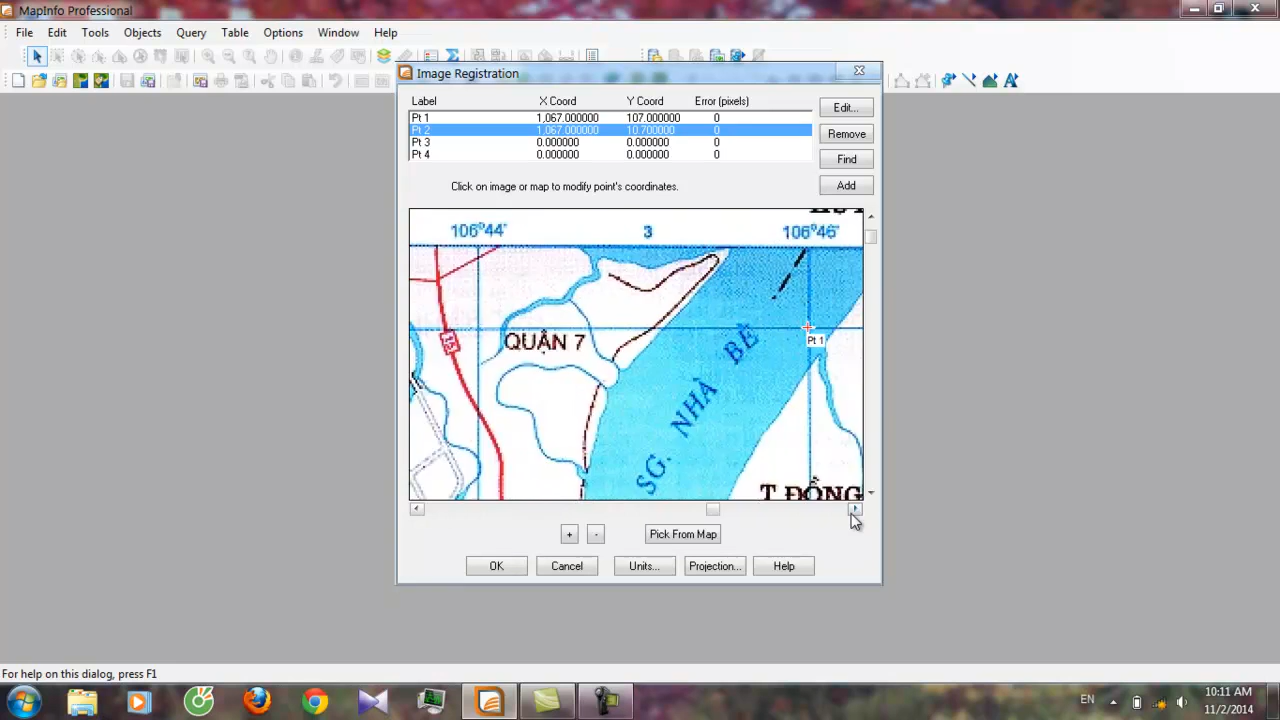 MapInfo Professional
File Edit Tools Objects Query Table Options Window Help
Image Registration
Label X Coord Y Coord Error (pixels)
Pt 1 1,067.000000 107.000000 0
Pt 2 1,067.000000 10.700000 0
Pt 3 0.000000 0.000000 0
Pt 4 0.000000 0.000000 0
Edit...
Remove
Find
Add
Click on image or map to modify point's coordinates.
106°44' 3 106°46'
QUẬN 7
15
Pt 1
SG. NHÀ BÈ
T ĐỒNG
+ - Pick From Map
OK Cancel Units... Projection... Help
For help on this dialog, press F1
EN
10:11 AM
11/2/2014